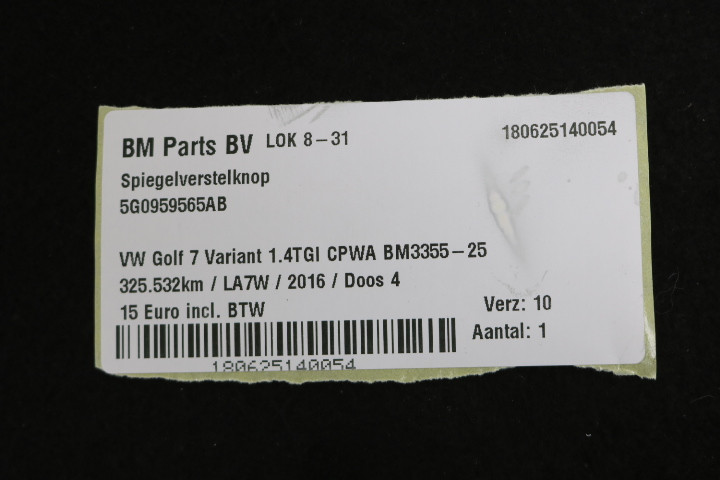 BM Parts BV LOK 8-31 180625140054
Spiegelverstelknop
5G0959565AB
VW Golf 7 Variant 1.4TGI CPWA BM3355-25
325.532km / LA7W / 2016 / Doos 4
15 Euro incl. BTW Verz: 10
Aantal: 1
180625140054